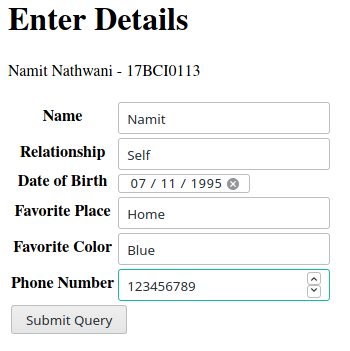 Enter Details
Namit Nathwani - 17BCI0113
Name Namit
Relationship Self
Date of Birth 07 / 11 / 1995
Favorite Place Home
Favorite Color Blue
Phone Number 123456789
Submit Query